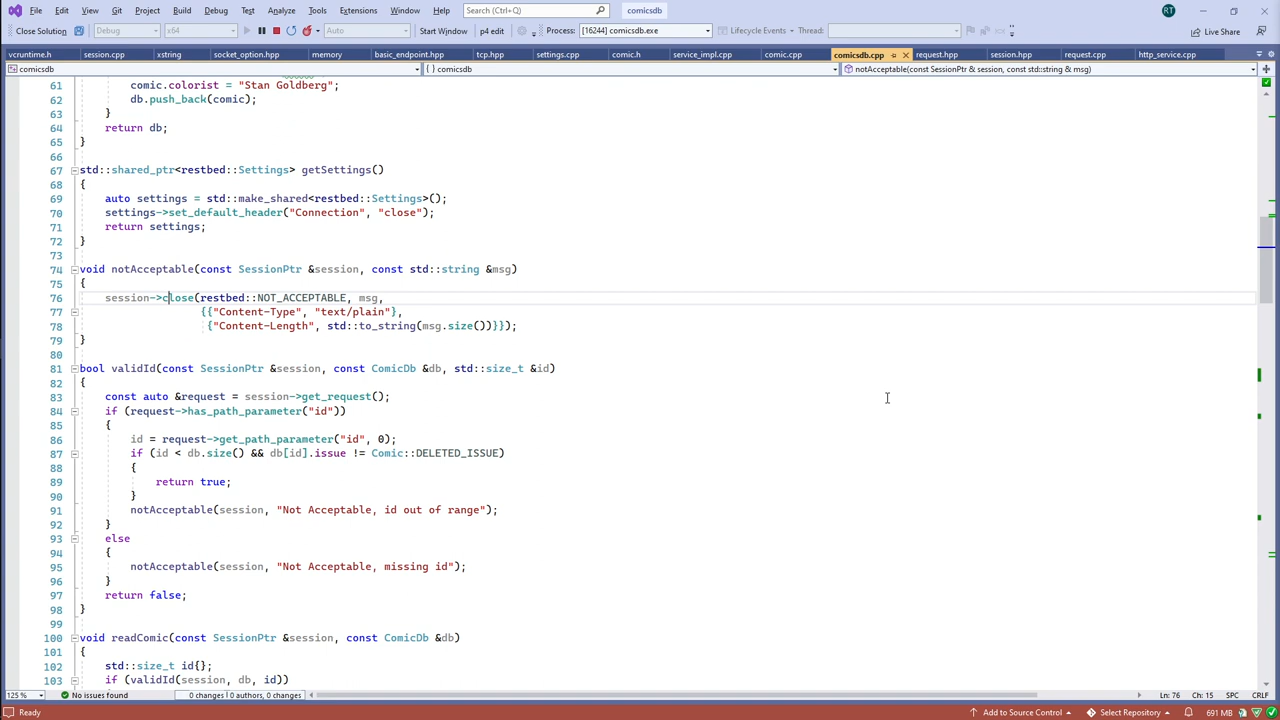 File Edit View Git Project Build Debug Test Analyze Tools Extensions Window Help Search (Ctrl+Q) comicsdb RT
Close Solution Debug x64 Auto Start Window p4 edit Process: [16244] comicsdb.exe Lifecycle Events Thread: Live Share
vcruntime.h session.cpp xstring socket_option.hpp memory basic_endpoint.hpp tcp.hpp settings.cpp comic.h service_impl.cpp comic.cpp comicsdb.cpp request.hpp session.hpp request.cpp http_service.cpp
comicsdb {} comicsdb notAcceptable(const SessionPtr & session, const std::string & msg)
61 comic.colorist = "Stan Goldberg";
62 db.push_back(comic);
63 }
64 return db;
65 }
66
67 std::shared_ptr<restbed::Settings> getSettings()
68 {
69 auto settings = std::make_shared<restbed::Settings>();
70 settings->set_default_header("Connection", "close");
71 return settings;
72 }
73
74 void notAcceptable(const SessionPtr &session, const std::string &msg)
75 {
76 session->close(restbed::NOT_ACCEPTABLE, msg,
77 {{"Content-Type", "text/plain"},
78 {"Content-Length", std::to_string(msg.size())}});
79 }
80
81 bool validId(const SessionPtr &session, const ComicDb &db, std::size_t &id)
82 {
83 const auto &request = session->get_request();
84 if (request->has_path_parameter("id"))
85 {
86 id = request->get_path_parameter("id", 0);
87 if (id < db.size() && db[id].issue != Comic::DELETED_ISSUE)
88 {
89 return true;
90 }
91 notAcceptable(session, "Not Acceptable, id out of range");
92 }
93 else
94 {
95 notAcceptable(session, "Not Acceptable, missing id");
96 }
97 return false;
98 }
99
100 void readComic(const SessionPtr &session, const ComicDb &db)
101 {
102 std::size_t id{};
103 if (validId(session, db, id))
125 % No issues found 0 changes | 0 authors, 0 changes Ln: 76 Ch: 15 SPC CRLF
Ready Add to Source Control Select Repository 691 MB